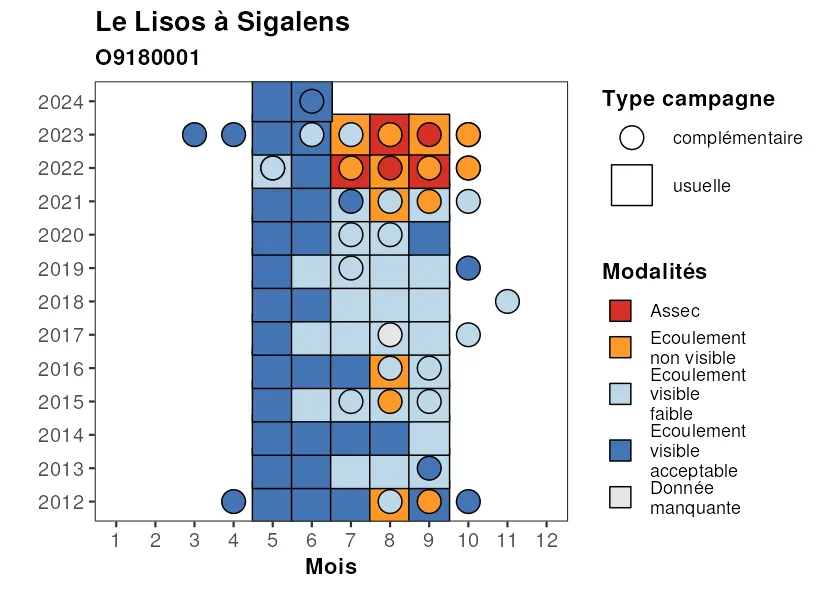 Le Lisos à Sigalens
O9180001
2024
2023
2022
2021
2020
2019
2018
2017
2016
2015
2014
2013
2012
1 2 3 4 5 6 7 8 9 10 11 12
Mois
Type campagne
complémentaire
usuelle
Modalités
Assec
Ecoulement
non visible
Ecoulement
visible
faible
Ecoulement
visible
acceptable
Donnée
manquante